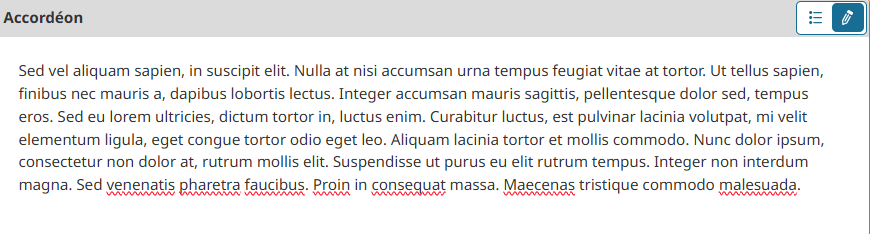 Accordéon
Sed vel aliquam sapien, in suscipit elit. Nulla at nisi accumsan urna tempus feugiat vitae at tortor. Ut tellus sapien,
finibus nec mauris a, dapibus lobortis lectus. Integer accumsan mauris sagittis, pellentesque dolor sed, tempus
eros. Sed eu lorem ultricies, dictum tortor in, luctus enim. Curabitur luctus, est pulvinar lacinia volutpat, mi velit
elementum ligula, eget congue tortor odio eget leo. Aliquam lacinia tortor et mollis commodo. Nunc dolor ipsum,
consectetur non dolor at, rutrum mollis elit. Suspendisse ut purus eu elit rutrum tempus. Integer non interdum
magna. Sed venenatis pharetra faucibus. Proin in consequat massa. Maecenas tristique commodo malesuada.